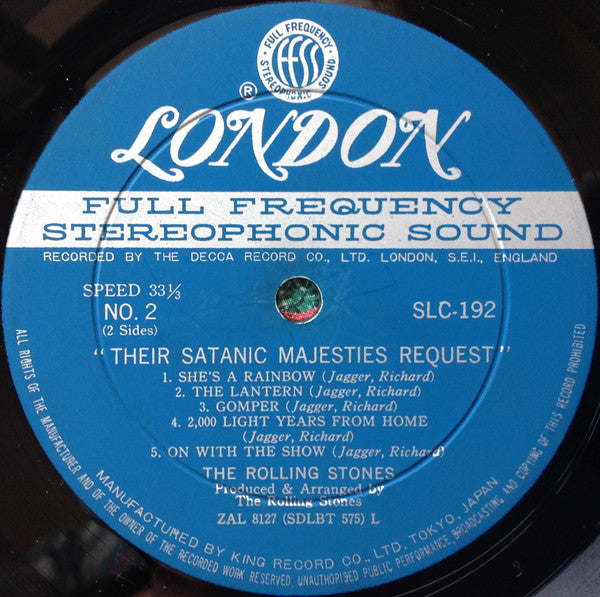 FULL FREQUENCY
ffss
STEREOPHONIC SOUND
®
LONDON
FULL FREQUENCY
STEREOPHONIC SOUND
RECORDED BY THE DECCA RECORD CO., LTD. LONDON, S.E.I., ENGLAND
SPEED 33⅓
NO. 2
(2 Sides)
SLC-192
"THEIR SATANIC MAJESTIES REQUEST"
1. SHE'S A RAINBOW (Jagger, Richard)
2. THE LANTERN (Jagger, Richard)
3. GOMPER (Jagger, Richard)
4. 2,000 LIGHT YEARS FROM HOME
(Jagger, Richard)
5. ON WITH THE SHOW (Jagger, Richard)
THE ROLLING STONES
Produced & Arranged by
The Rolling Stones
ZAL 8127 (SDLBT 575) L
MANUFACTURED BY KING RECORD CO., LTD. TOKYO, JAPAN
ALL RIGHTS OF THE MANUFACTURER AND OF THE OWNER OF THE RECORDED WORK RESERVED, UNAUTHORISED PUBLIC PERFORMANCE, BROADCASTING AND COPYING OF THIS RECORD PROHIBITED